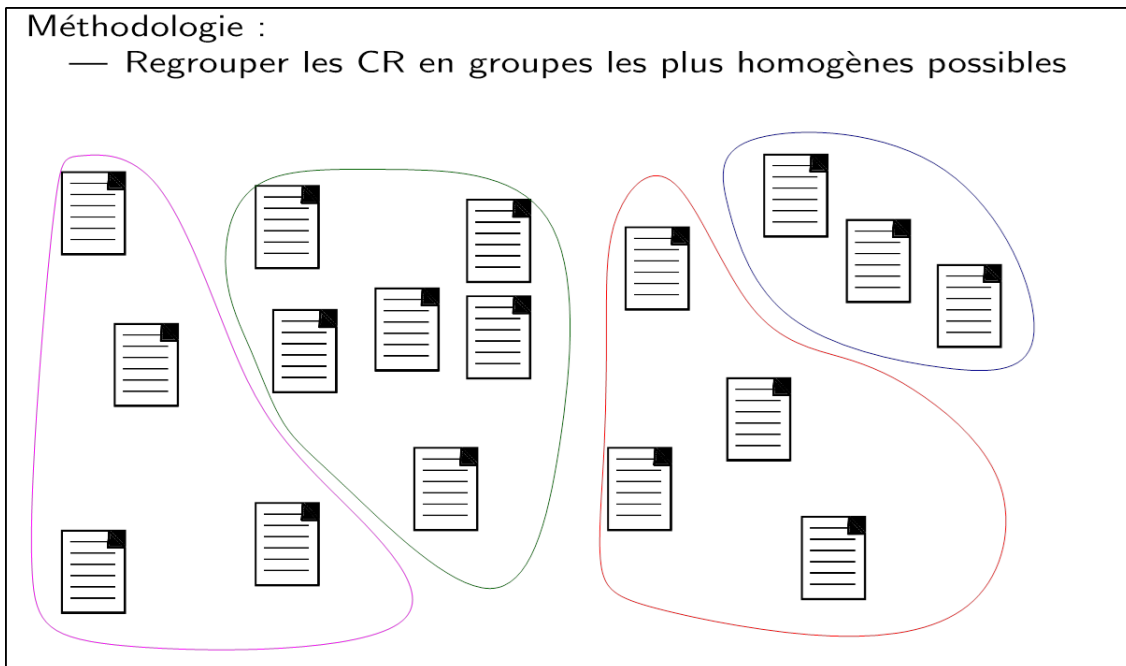 Méthodologie :
— Regrouper les CR en groupes les plus homogènes possibles